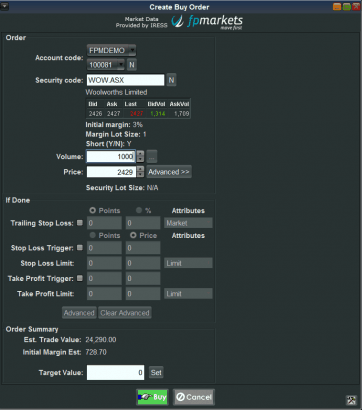 Create Buy Order
Market Data
Provided by IRESS
fpmarkets
move first
Order
Account code: FPMDEMO
100081 N
Security code: WOW.ASX N
Woolworths Limited
Bid Ask Last BidVol AskVol
2426 2427 1,314 1,709
Initial margin: 3%
Margin Lot Size: 1
Short (Y/N): Y
Volume: 1000
Price: 2429 Advanced >>
Security Lot Size: N/A
If Done
Points % Attributes
Trailing Stop Loss: 0 0 Market
Points Price Attributes
Stop Loss Trigger: 0 0
Stop Loss Limit: 0 0 Limit
Take Profit Trigger: 0 0
Take Profit Limit: 0 0 Limit
Advanced Clear Advanced
Order Summary
Est. Trade Value: 24,290.00
Initial Margin Est: 728.70
Target Value: 0 Set
Buy Cancel